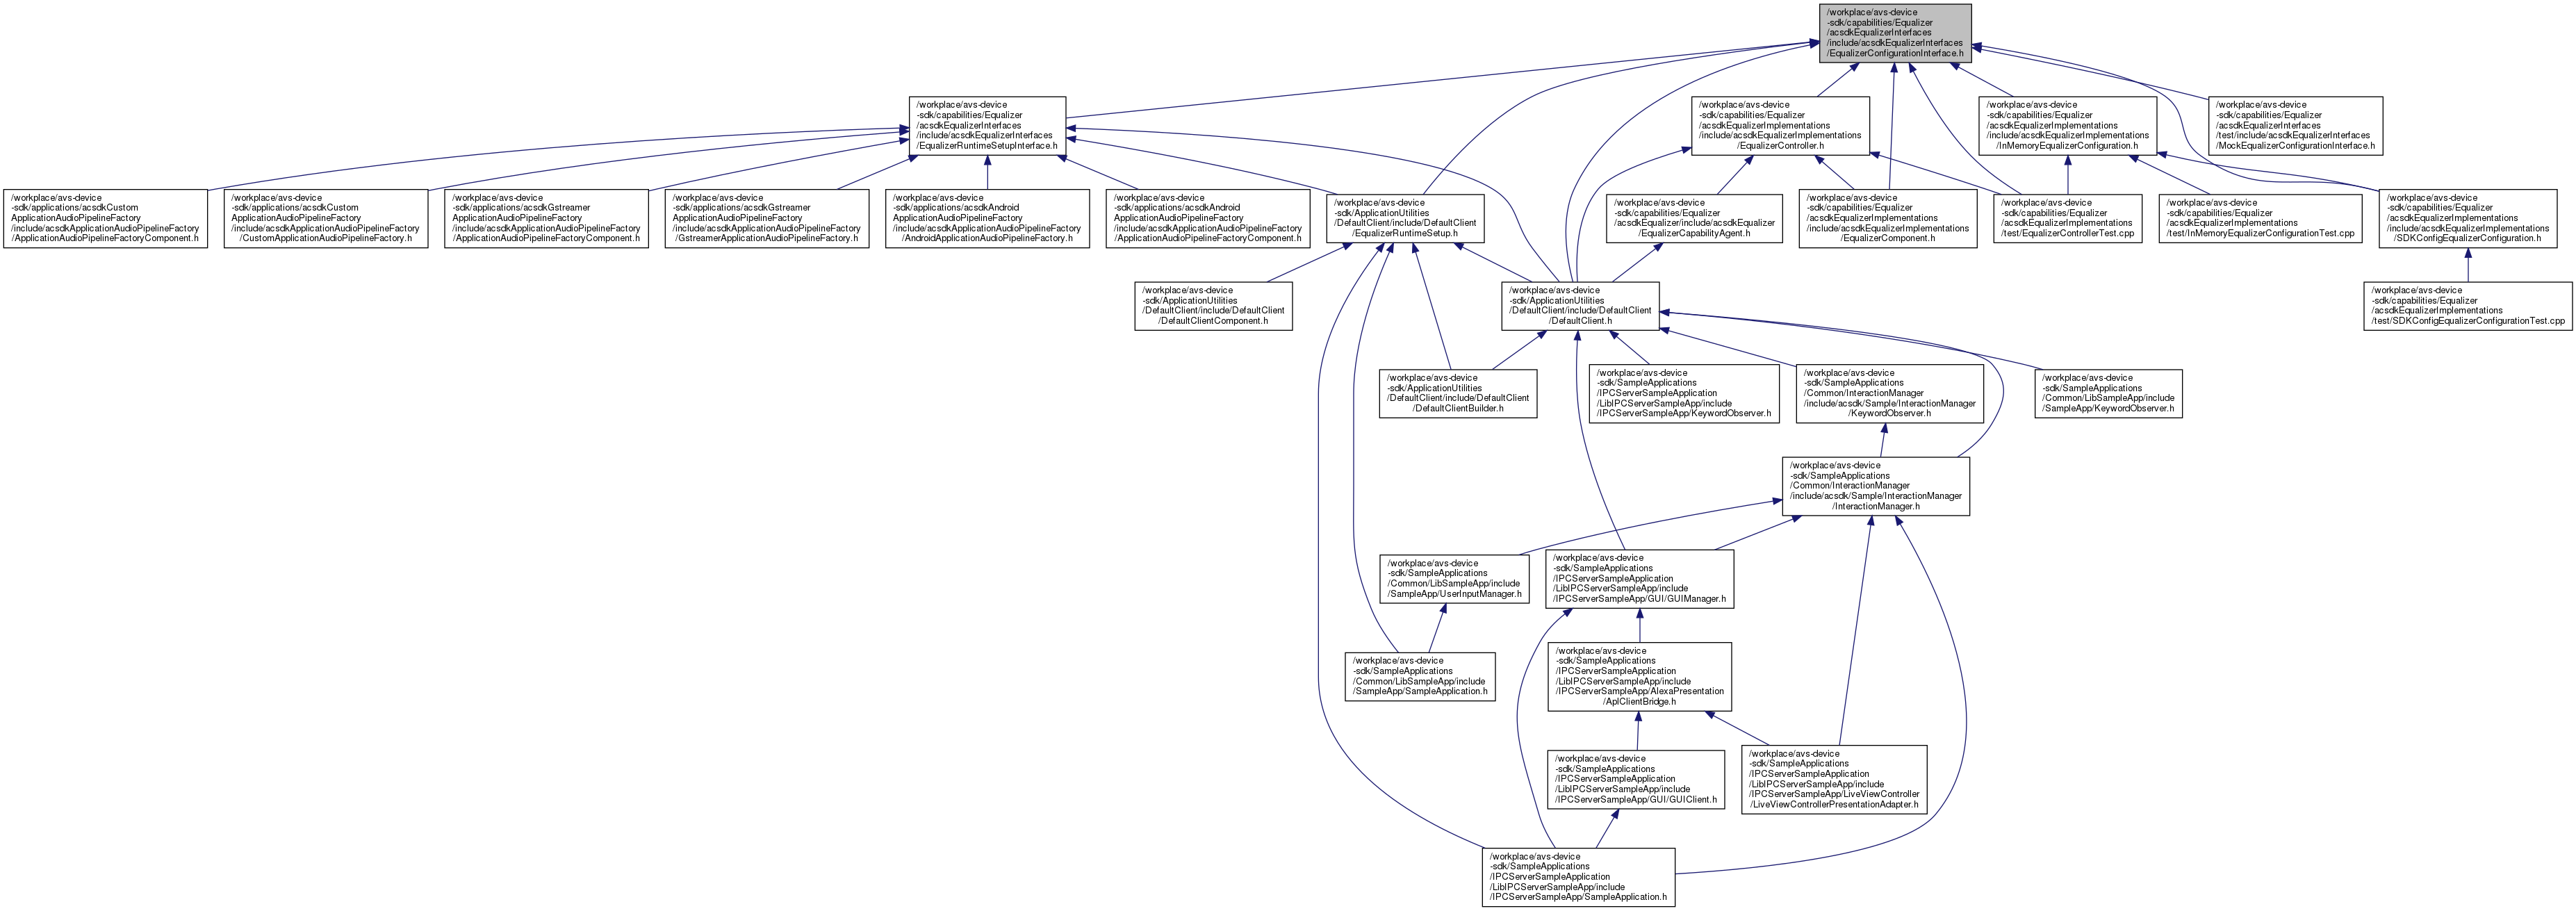 /workplace/avs-device
-sdk/capabilities/Equalizer
/acsdkEqualizerInterfaces
/include/acsdkEqualizerInterfaces
/EqualizerConfigurationInterface.h
/workplace/avs-device
-sdk/capabilities/Equalizer
/acsdkEqualizerInterfaces
/include/acsdkEqualizerInterfaces
/EqualizerRuntimeSetupInterface.h
/workplace/avs-device
-sdk/capabilities/Equalizer
/acsdkEqualizerImplementations
/include/acsdkEqualizerImplementations
/EqualizerController.h
/workplace/avs-device
-sdk/capabilities/Equalizer
/acsdkEqualizerImplementations
/include/acsdkEqualizerImplementations
/InMemoryEqualizerConfiguration.h
/workplace/avs-device
-sdk/capabilities/Equalizer
/acsdkEqualizerInterfaces
/test/include/acsdkEqualizerInterfaces
/MockEqualizerConfigurationInterface.h
/workplace/avs-device
-sdk/applications/acsdkCustom
ApplicationAudioPipelineFactory
/include/acsdkApplicationAudioPipelineFactory
/ApplicationAudioPipelineFactoryComponent.h
/workplace/avs-device
-sdk/applications/acsdkCustom
ApplicationAudioPipelineFactory
/include/acsdkApplicationAudioPipelineFactory
/CustomApplicationAudioPipelineFactory.h
/workplace/avs-device
-sdk/applications/acsdkGstreamer
ApplicationAudioPipelineFactory
/include/acsdkApplicationAudioPipelineFactory
/ApplicationAudioPipelineFactoryComponent.h
/workplace/avs-device
-sdk/applications/acsdkGstreamer
ApplicationAudioPipelineFactory
/include/acsdkApplicationAudioPipelineFactory
/GstreamerApplicationAudioPipelineFactory.h
/workplace/avs-device
-sdk/applications/acsdkAndroid
ApplicationAudioPipelineFactory
/include/acsdkApplicationAudioPipelineFactory
/AndroidApplicationAudioPipelineFactory.h
/workplace/avs-device
-sdk/applications/acsdkAndroid
ApplicationAudioPipelineFactory
/include/acsdkApplicationAudioPipelineFactory
/ApplicationAudioPipelineFactoryComponent.h
/workplace/avs-device
-sdk/ApplicationUtilities
/DefaultClient/include/DefaultClient
/EqualizerRuntimeSetup.h
/workplace/avs-device
-sdk/capabilities/Equalizer
/acsdkEqualizer/include/acsdkEqualizer
/EqualizerCapabilityAgent.h
/workplace/avs-device
-sdk/capabilities/Equalizer
/acsdkEqualizerImplementations
/include/acsdkEqualizerImplementations
/EqualizerComponent.h
/workplace/avs-device
-sdk/capabilities/Equalizer
/acsdkEqualizerImplementations
/test/EqualizerControllerTest.cpp
/workplace/avs-device
-sdk/capabilities/Equalizer
/acsdkEqualizerImplementations
/test/InMemoryEqualizerConfigurationTest.cpp
/workplace/avs-device
-sdk/capabilities/Equalizer
/acsdkEqualizerImplementations
/include/acsdkEqualizerImplementations
/SDKConfigEqualizerConfiguration.h
/workplace/avs-device
-sdk/ApplicationUtilities
/DefaultClient/include/DefaultClient
/DefaultClientComponent.h
/workplace/avs-device
-sdk/ApplicationUtilities
/DefaultClient/include/DefaultClient
/DefaultClient.h
/workplace/avs-device
-sdk/capabilities/Equalizer
/acsdkEqualizerImplementations
/test/SDKConfigEqualizerConfigurationTest.cpp
/workplace/avs-device
-sdk/ApplicationUtilities
/DefaultClient/include/DefaultClient
/DefaultClientBuilder.h
/workplace/avs-device
-sdk/SampleApplications
/IPCServerSampleApplication
/LibIPCServerSampleApp/include
/IPCServerSampleApp/KeywordObserver.h
/workplace/avs-device
-sdk/SampleApplications
/Common/InteractionManager
/include/acsdk/Sample/InteractionManager
/KeywordObserver.h
/workplace/avs-device
-sdk/SampleApplications
/Common/LibSampleApp/include
/SampleApp/KeywordObserver.h
/workplace/avs-device
-sdk/SampleApplications
/Common/InteractionManager
/include/acsdk/Sample/InteractionManager
/InteractionManager.h
/workplace/avs-device
-sdk/SampleApplications
/Common/LibSampleApp/include
/SampleApp/UserInputManager.h
/workplace/avs-device
-sdk/SampleApplications
/IPCServerSampleApplication
/LibIPCServerSampleApp/include
/IPCServerSampleApp/GUI/GUIManager.h
/workplace/avs-device
-sdk/SampleApplications
/Common/LibSampleApp/include
/SampleApp/SampleApplication.h
/workplace/avs-device
-sdk/SampleApplications
/IPCServerSampleApplication
/LibIPCServerSampleApp/include
/IPCServerSampleApp/AlexaPresentation
/AplClientBridge.h
/workplace/avs-device
-sdk/SampleApplications
/IPCServerSampleApplication
/LibIPCServerSampleApp/include
/IPCServerSampleApp/GUI/GUIClient.h
/workplace/avs-device
-sdk/SampleApplications
/IPCServerSampleApplication
/LibIPCServerSampleApp/include
/IPCServerSampleApp/LiveViewController
/LiveViewControllerPresentationAdapter.h
/workplace/avs-device
-sdk/SampleApplications
/IPCServerSampleApplication
/LibIPCServerSampleApp/include
/IPCServerSampleApp/SampleApplication.h